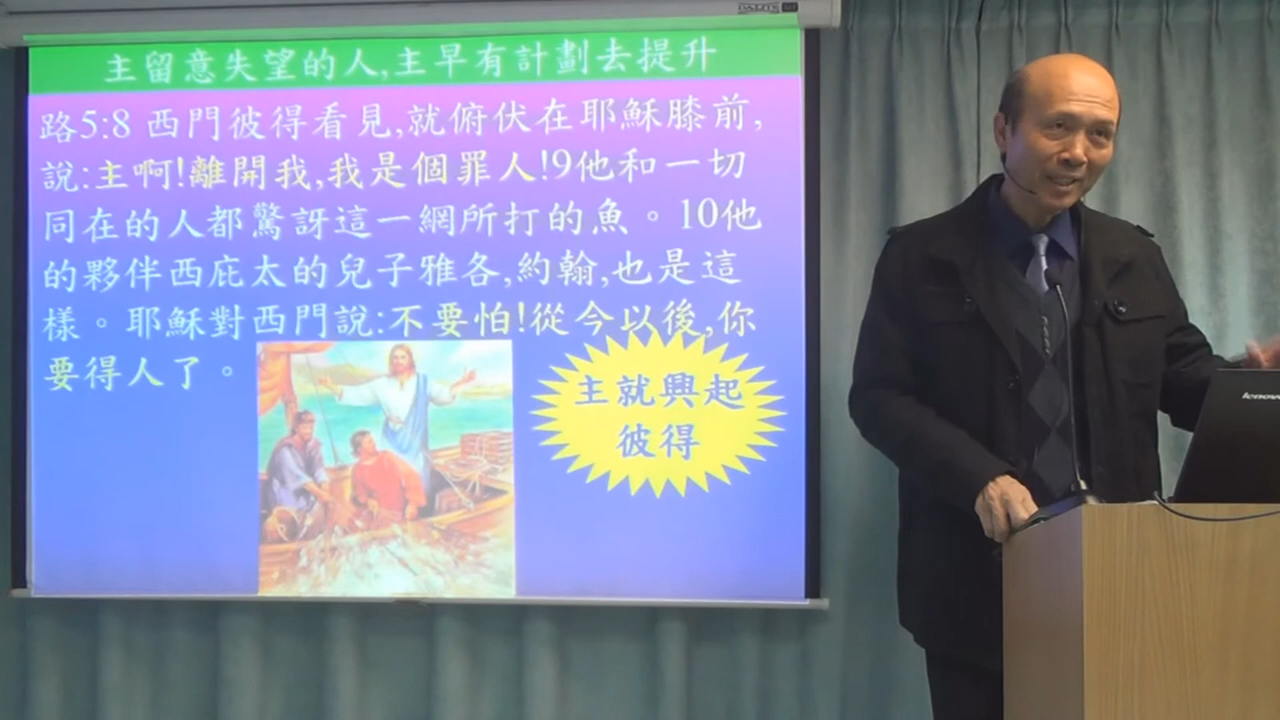 主留意失望的人,主早有計劃去提升
路5:8 西門彼得看見,就俯伏在耶穌膝前,
說:主啊!離開我,我是個罪人!9他和一切
同在的人都驚訝這一網所打的魚。10他
的夥伴西庇太的兒子雅各,約翰,也是這
樣。耶穌對西門說:不要怕!從今以後,你
要得人了。
主就興起
彼得
lenovo